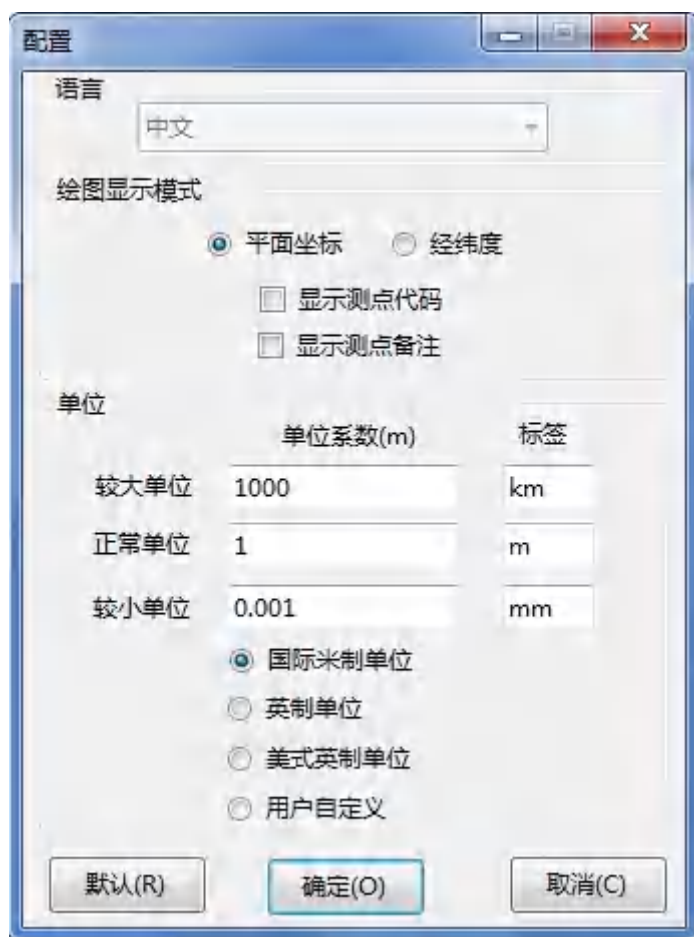 配置
语言
中文
绘图显示模式
平面坐标 经纬度
显示测点代码
显示测点备注
单位
单位系数(m) 标签
较大单位 1000 km
正常单位 1 m
较小单位 0.001 mm
国际米制单位
英制单位
美式英制单位
用户自定义
默认(R) 确定(O) 取消(C)